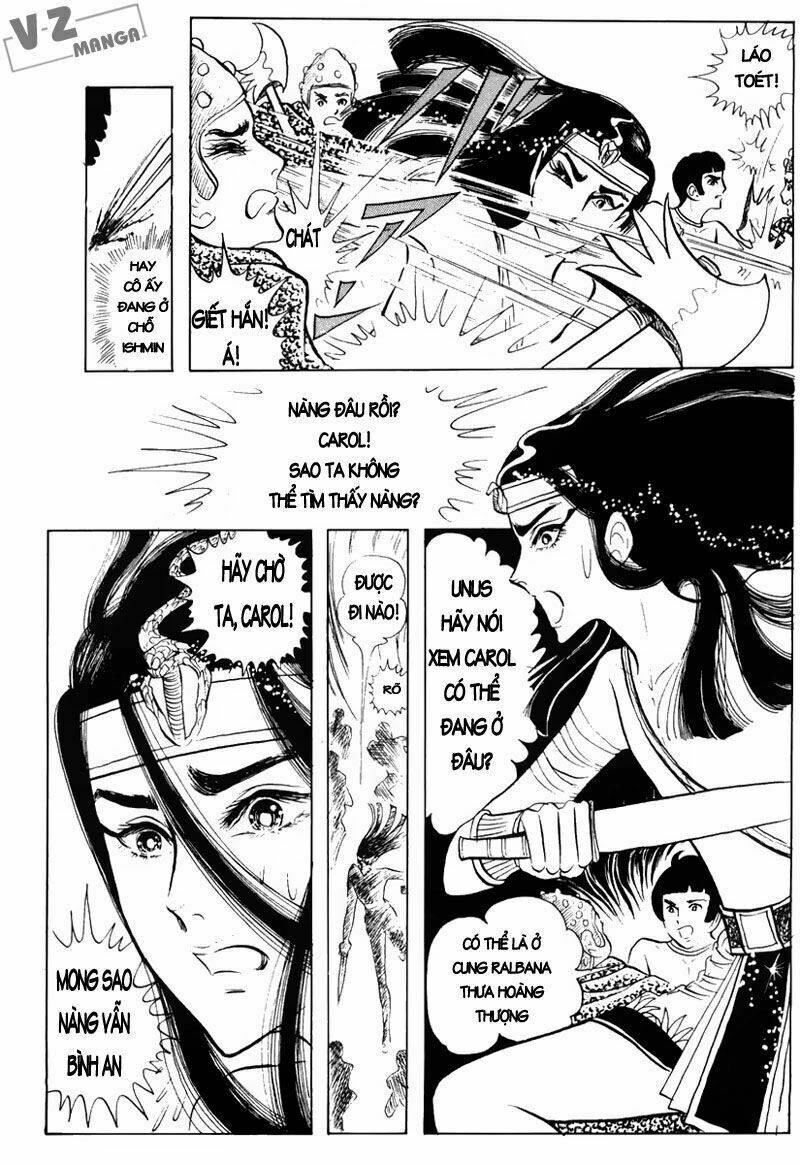 V-Z
MANGA
LÁO
TOÉT!
CHÁT
GIẾT HẮN!
Á!
HAY
CÔ ẤY
ĐANG Ở
CHỖ
ISHMIN
NÀNG ĐÂU RỒI?
CAROL!
SAO TA KHÔNG
THỂ TÌM THẤY NÀNG?
UNUS
HÃY NÓI
XEM CAROL
CÓ THỂ
ĐANG Ở
ĐÂU?
CÓ THỂ LÀ Ở
CUNG RALBANA
THƯA HOÀNG
THƯỢNG
ĐƯỢC
ĐI NÀO!
RÕ
HÃY CHỜ
TA, CAROL!
MONG SAO
NÀNG VẪN
BÌNH AN